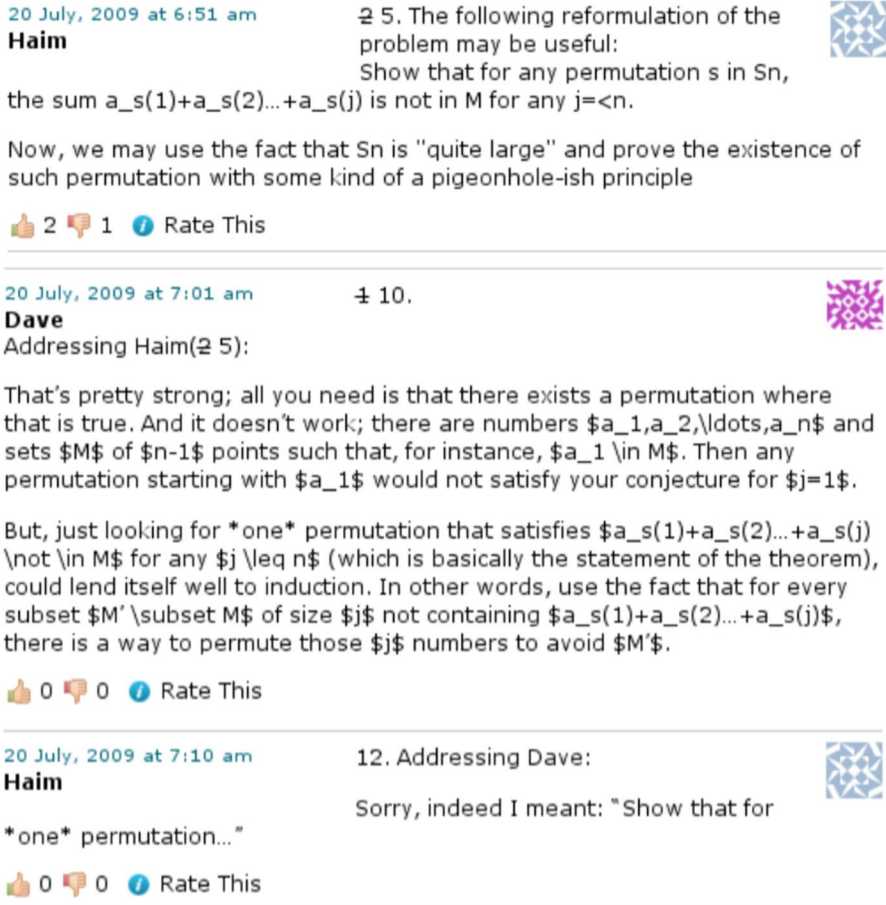 20 July, 2009 at 6:51 am
Haim
2 5. The following reformulation of the
problem may be useful:
Show that for any permutation s in Sn,
the sum a_s(1)+a_s(2)...+a_s(j) is not in M for any j=<n.
Now, we may use the fact that Sn is "quite large" and prove the existence of
such permutation with some kind of a pigeonhole-ish principle
2 1 i Rate This
20 July, 2009 at 7:01 am
Dave
1 10.
Addressing Haim(2 5):
That's pretty strong; all you need is that there exists a permutation where
that is true. And it doesn't work; there are numbers $a_1,a_2,\ldots,a_n$ and
sets $M$ of $n-1$ points such that, for instance, $a_1 \in M$. Then any
permutation starting with $a_1$ would not satisfy your conjecture for $j=1$.
But, just looking for *one* permutation that satisfies $a_s(1)+a_s(2)...+a_s(j)
\not \in M$ for any $j \leq n$ (which is basically the statement of the theorem),
could lend itself well to induction. In other words, use the fact that for every
subset $M' \subset M$ of size $j$ not containing $a_s(1)+a_s(2)...+a_s(j)$,
there is a way to permute those $j$ numbers to avoid $M'$.
0 0 i Rate This
20 July, 2009 at 7:10 am
Haim
12. Addressing Dave:
Sorry, indeed I meant: "Show that for
*one* permutation..."
0 0 i Rate This